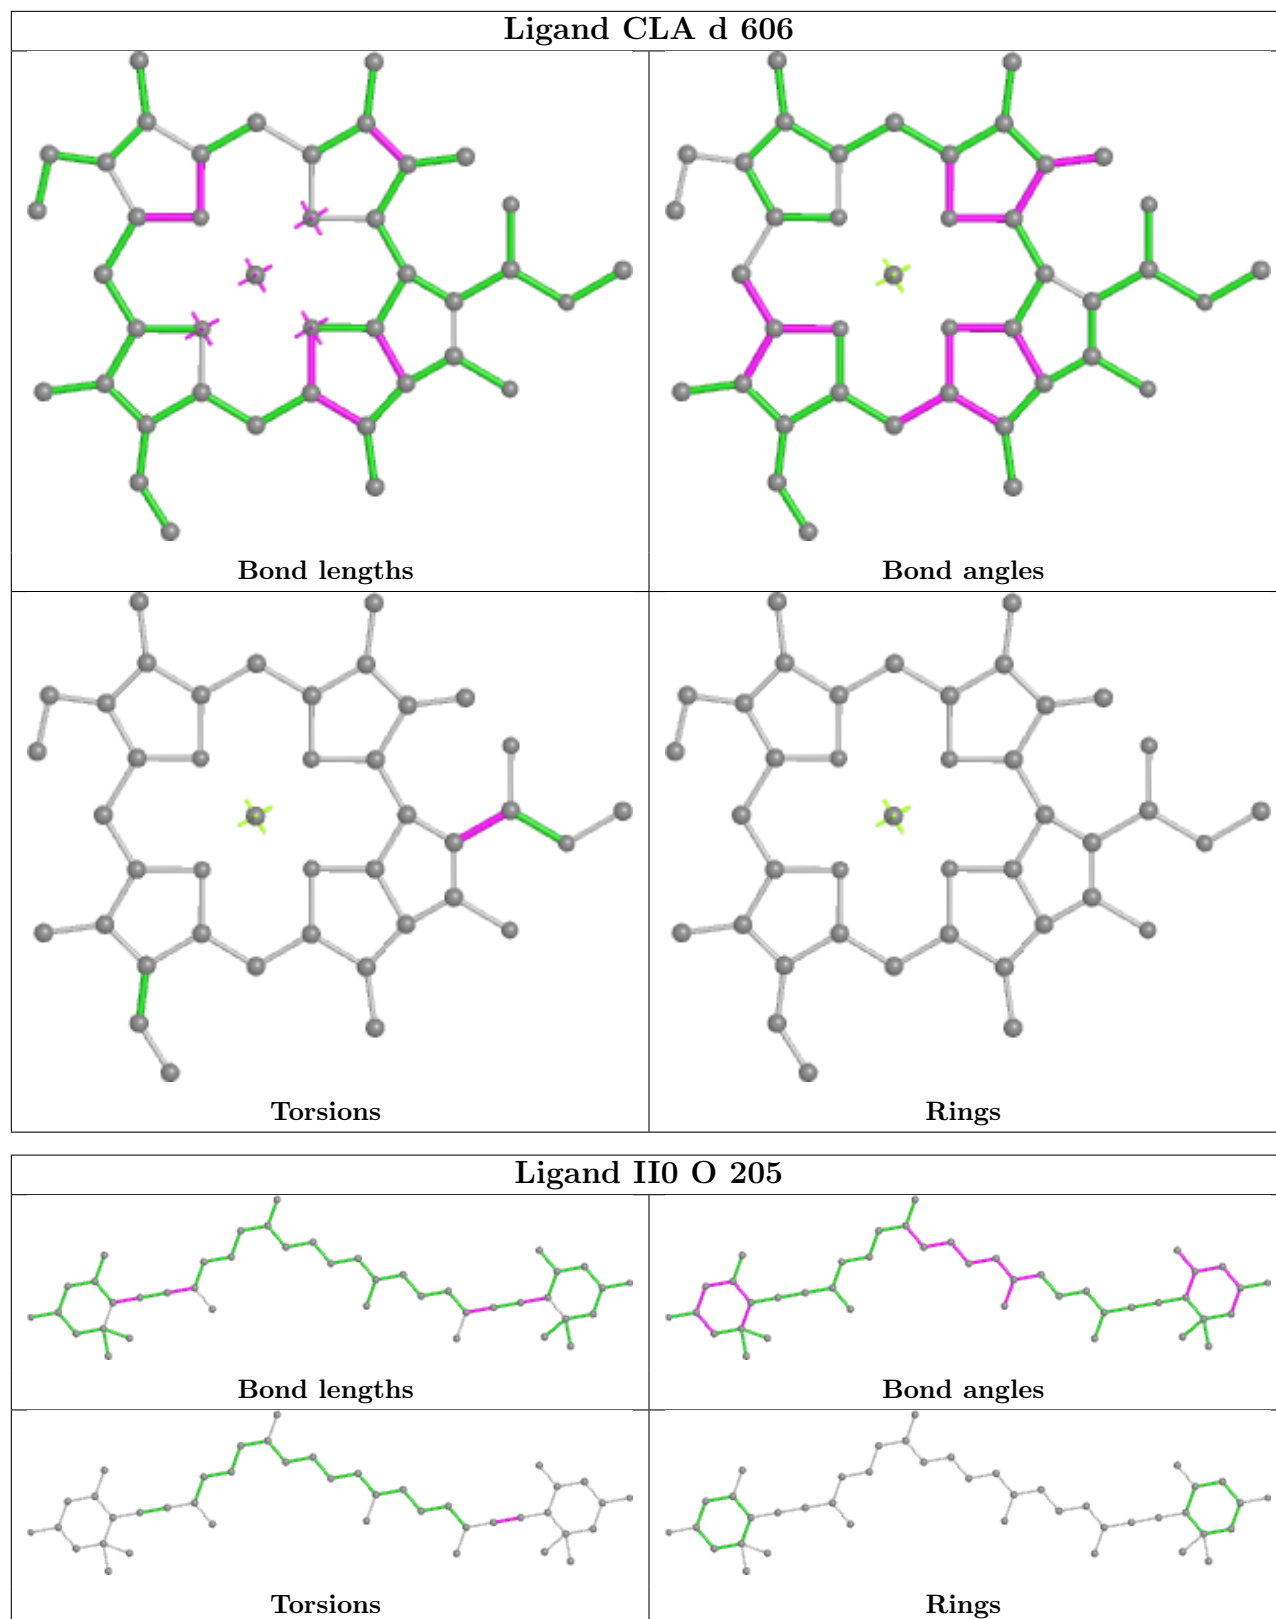 Ligand CLA d 606
Bond lengths
Bond angles
Torsions
Rings
Ligand II0 O 205
Bond lengths
Bond angles
Torsions
Rings